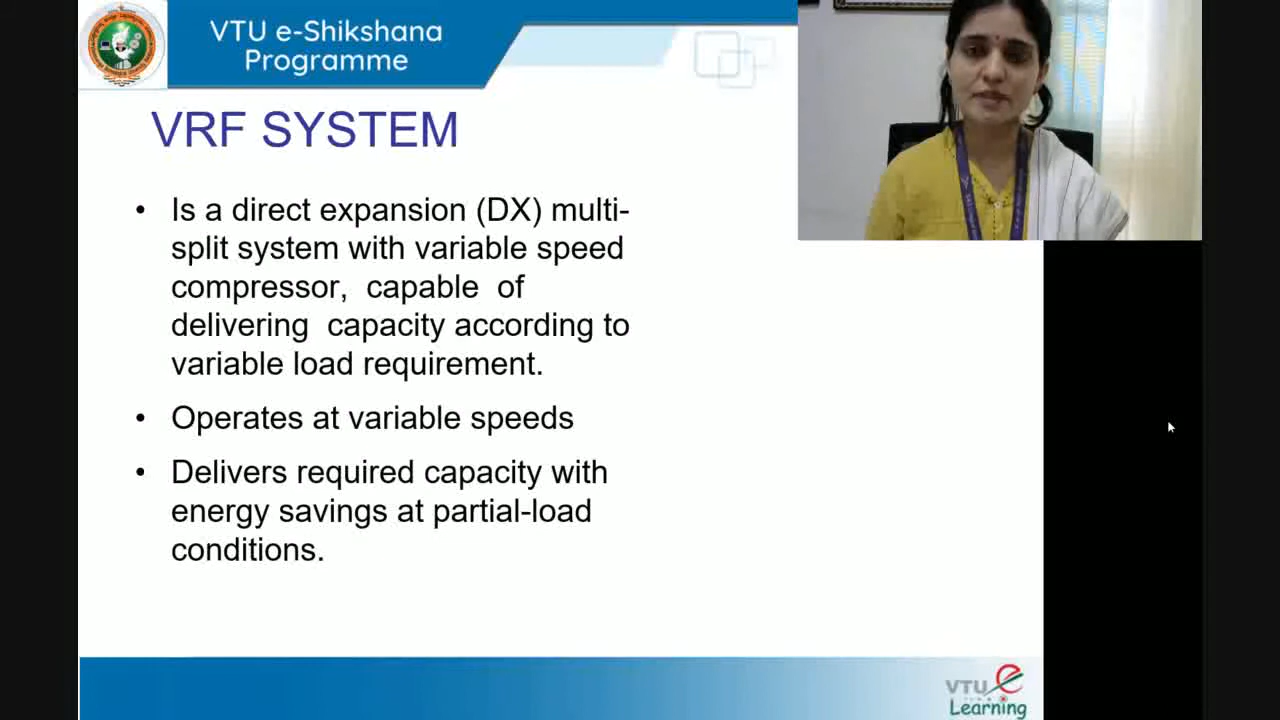 VTU e-Shikshana
Programme
VRF SYSTEM
• Is a direct expansion (DX) multi-
split system with variable speed
compressor, capable of
delivering capacity according to
variable load requirement.
• Operates at variable speeds
• Delivers required capacity with
energy savings at partial-load
conditions.
VTU e
Learning